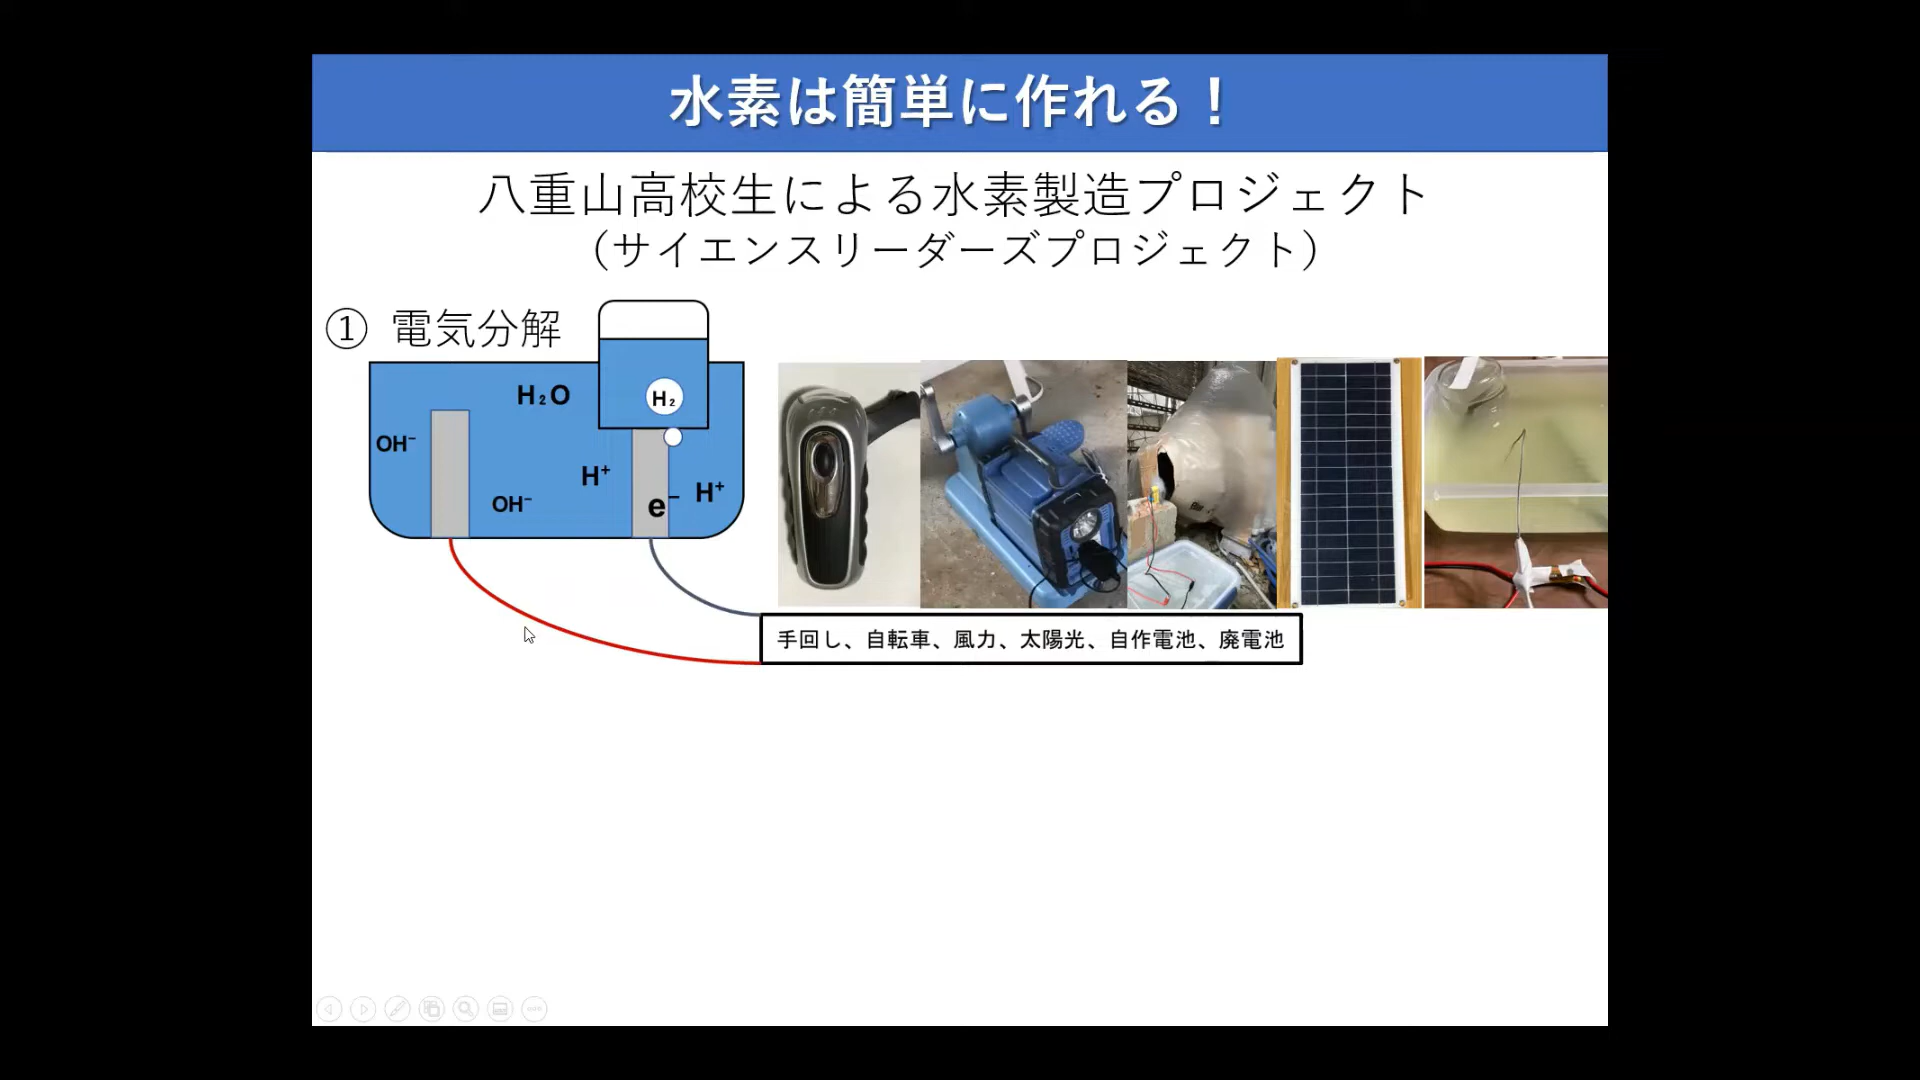 水素は簡単に作れる！
八重山高校生による水素製造プロジェクト
（サイエンスリーダーズプロジェクト）
① 電気分解
H₂O
H₂
OH⁻
H⁺
H⁺
OH⁻
e⁻
手回し、自転車、風力、太陽光、自作電池、廃電池